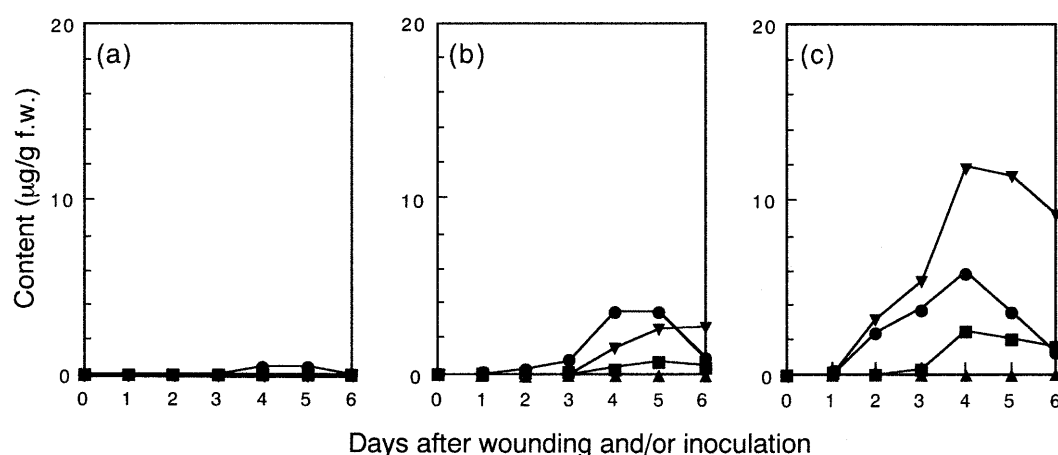 (a) (b) (c)
Content (μg/g f.w.)
20 20 20
10 10 10
0 0 0
0 1 2 3 4 5 6 0 1 2 3 4 5 6 0 1 2 3 4 5 6
Days after wounding and/or inoculation